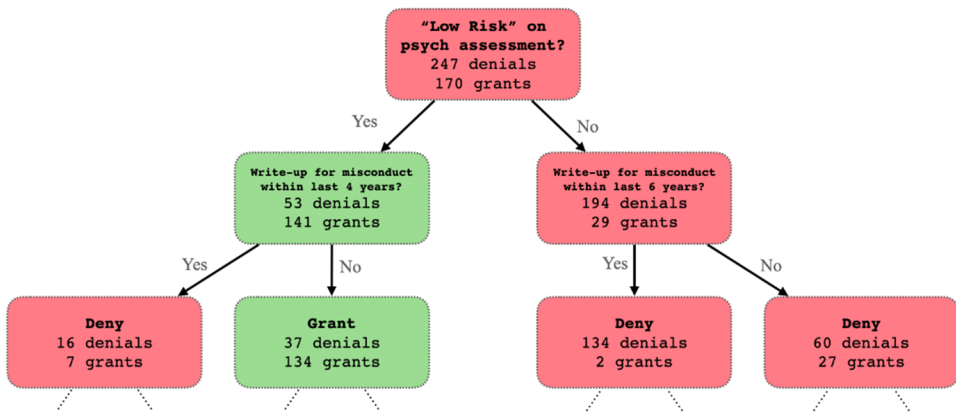 “Low Risk” on
psych assessment?
247 denials
170 grants
Yes
No
Write-up for misconduct
within last 4 years?
53 denials
141 grants
Write-up for misconduct
within last 6 years?
194 denials
29 grants
Yes
No
Yes
No
Deny
16 denials
7 grants
Grant
37 denials
134 grants
Deny
134 denials
2 grants
Deny
60 denials
27 grants